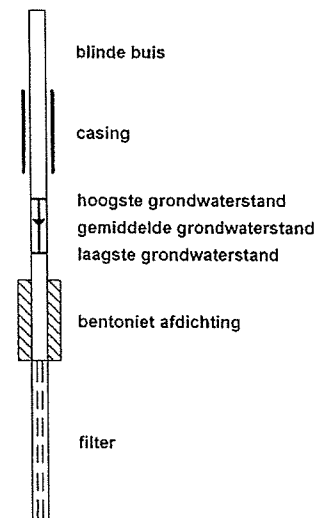 blinde buis
casing
hoogste grondwaterstand
gemiddelde grondwaterstand
laagste grondwaterstand
bentoniet afdichting
filter